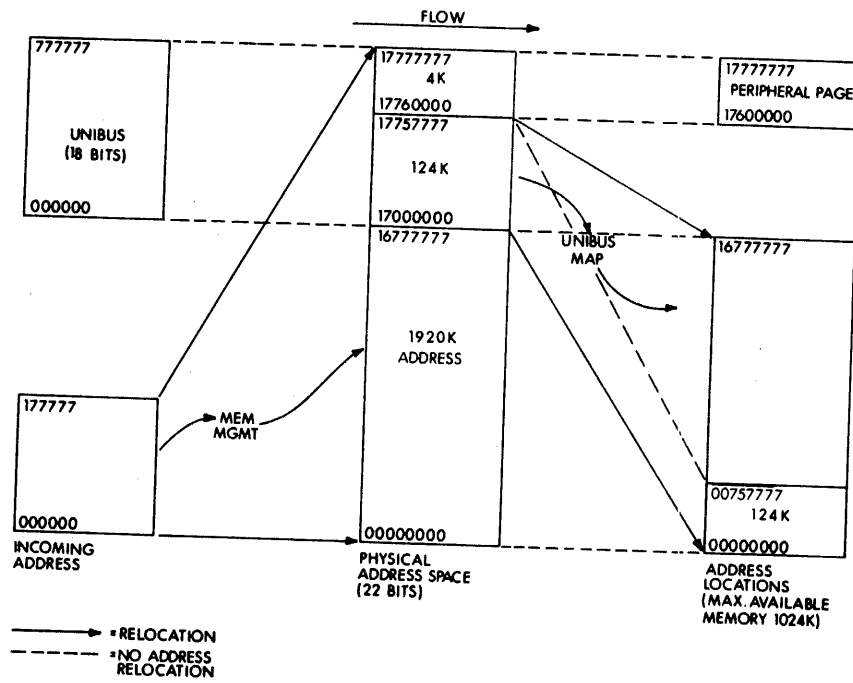 FLOW
777777
UNIBUS
(18 BITS)
000000
17777777
4K
17760000
17757777
124K
17000000
16777777
1920K
ADDRESS
00000000
17777777
PERIPHERAL PAGE
17600000
UNIBUS
MAP
16777777
00757777
124K
00000000
177777
MEM
MGMT
000000
INCOMING
ADDRESS
PHYSICAL
ADDRESS SPACE
(22 BITS)
ADDRESS
LOCATIONS
(MAX. AVAILABLE
MEMORY 1024K)
= RELOCATION
= NO ADDRESS
RELOCATION